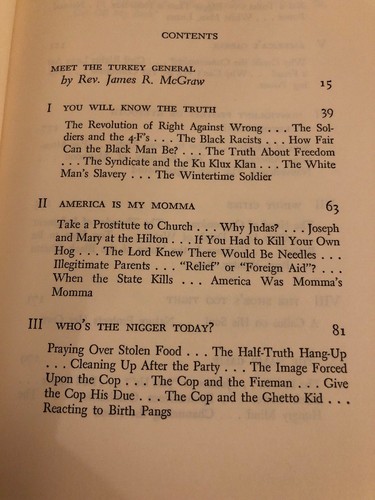 CONTENTS
MEET THE TURKEY GENERAL
by Rev. James R. McGraw 15
I YOU WILL KNOW THE TRUTH 39
The Revolution of Right Against Wrong . . . The Sol-
diers and the 4-F's . . . The Black Racists . . . How Fair
Can the Black Man Be? . . . The Truth About Freedom
. . . The Syndicate and the Ku Klux Klan . . . The White
Man's Slavery . . . The Wintertime Soldier
II AMERICA IS MY MOMMA 63
Take a Prostitute to Church . . . Why Judas? . . . Joseph
and Mary at the Hilton . . . If You Had to Kill Your Own
Hog . . . The Lord Knew There Would Be Needles . . .
Illegitimate Parents . . . "Relief" or "Foreign Aid"? . . .
When the State Kills . . . America Was Momma's
Momma
III WHO'S THE NIGGER TODAY? 81
Praying Over Stolen Food . . . The Half-Truth Hang-Up
. . . Cleaning Up After the Party . . . The Image Forced
Upon the Cop . . . The Cop and the Fireman . . . Give
the Cop His Due . . . The Cop and the Ghetto Kid . . .
Reacting to Birth Pangs